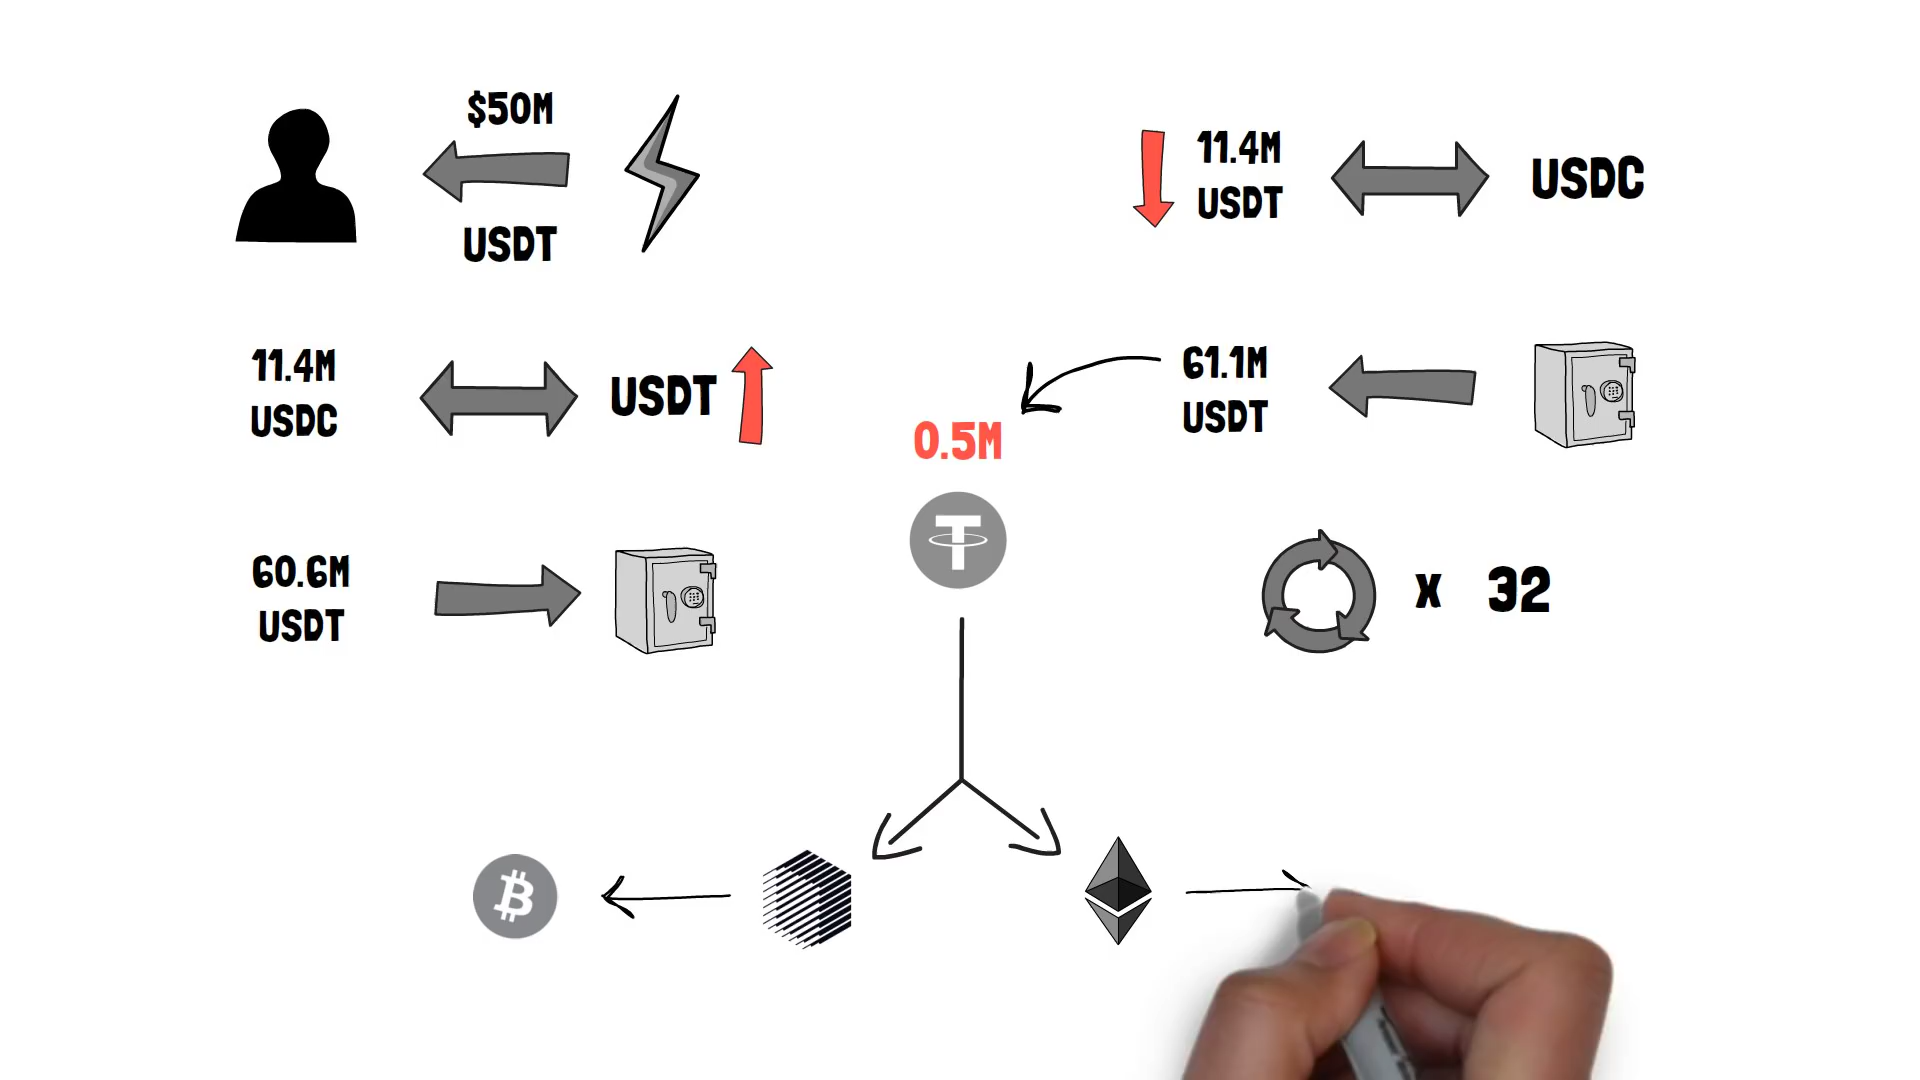 $50M
USDT
11.4M
USDT
USDC
11.4M
USDC
USDT
0.5M
61.1M
USDT
60.6M
USDT
X 32